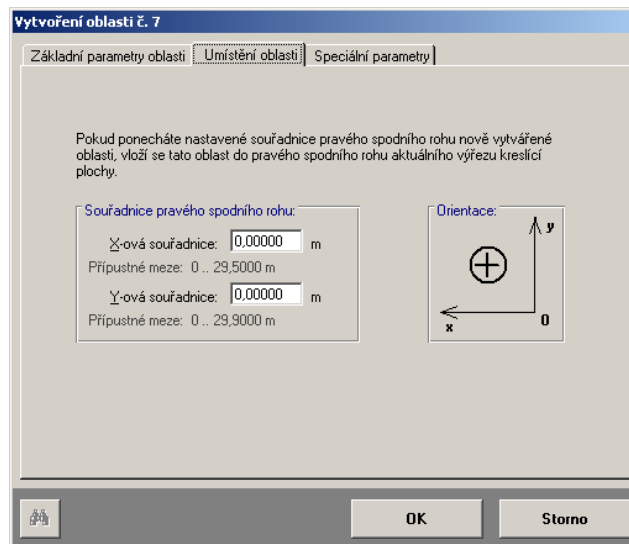 Vytvoření oblasti č. 7
Základní parametry oblasti
Umístění oblasti
Speciální parametry
Pokud ponecháte nastavené souřadnice pravého spodního rohu nově vytvářené
oblasti, vloží se tato oblast do pravého spodního rohu aktuálního výřezu kreslící
plochy.
Souřadnice pravého spodního rohu:
X-ová souřadnice: 0,00000 m
Přípustné meze: 0 .. 29,5000 m
Y-ová souřadnice: 0,00000 m
Přípustné meze: 0 .. 29,9000 m
Orientace:
y
x
0
OK
Storno